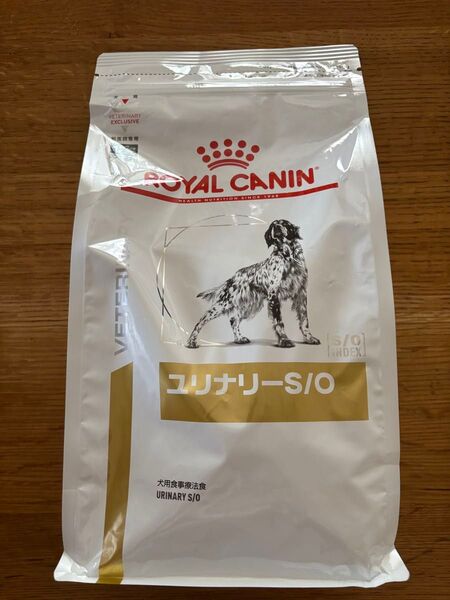 VETERINARY
EXCLUSIVE
ROYAL CANIN
HEALTH NUTRITION SINCE 1968
S/O
INDEX
ユリナリーS/O
犬用食事療法食
URINARY S/O